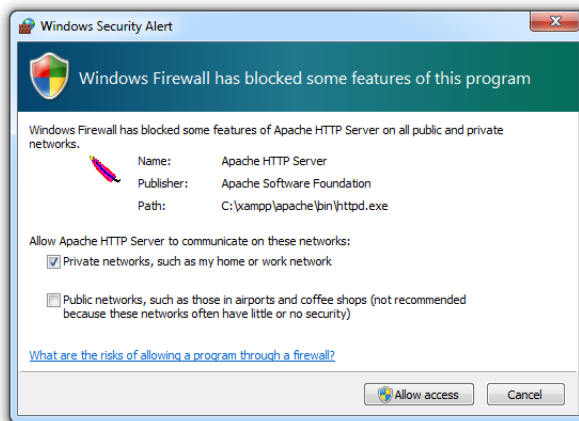 Windows Security Alert
Windows Firewall has blocked some features of this program
Windows Firewall has blocked some features of Apache HTTP Server on all public and private
networks.
Name: Apache HTTP Server
Publisher: Apache Software Foundation
Path: C:\xampp\apache\bin\httpd.exe
Allow Apache HTTP Server to communicate on these networks:
Private networks, such as my home or work network
Public networks, such as those in airports and coffee shops (not recommended
because these networks often have little or no security)
What are the risks of allowing a program through a firewall?
Allow access Cancel